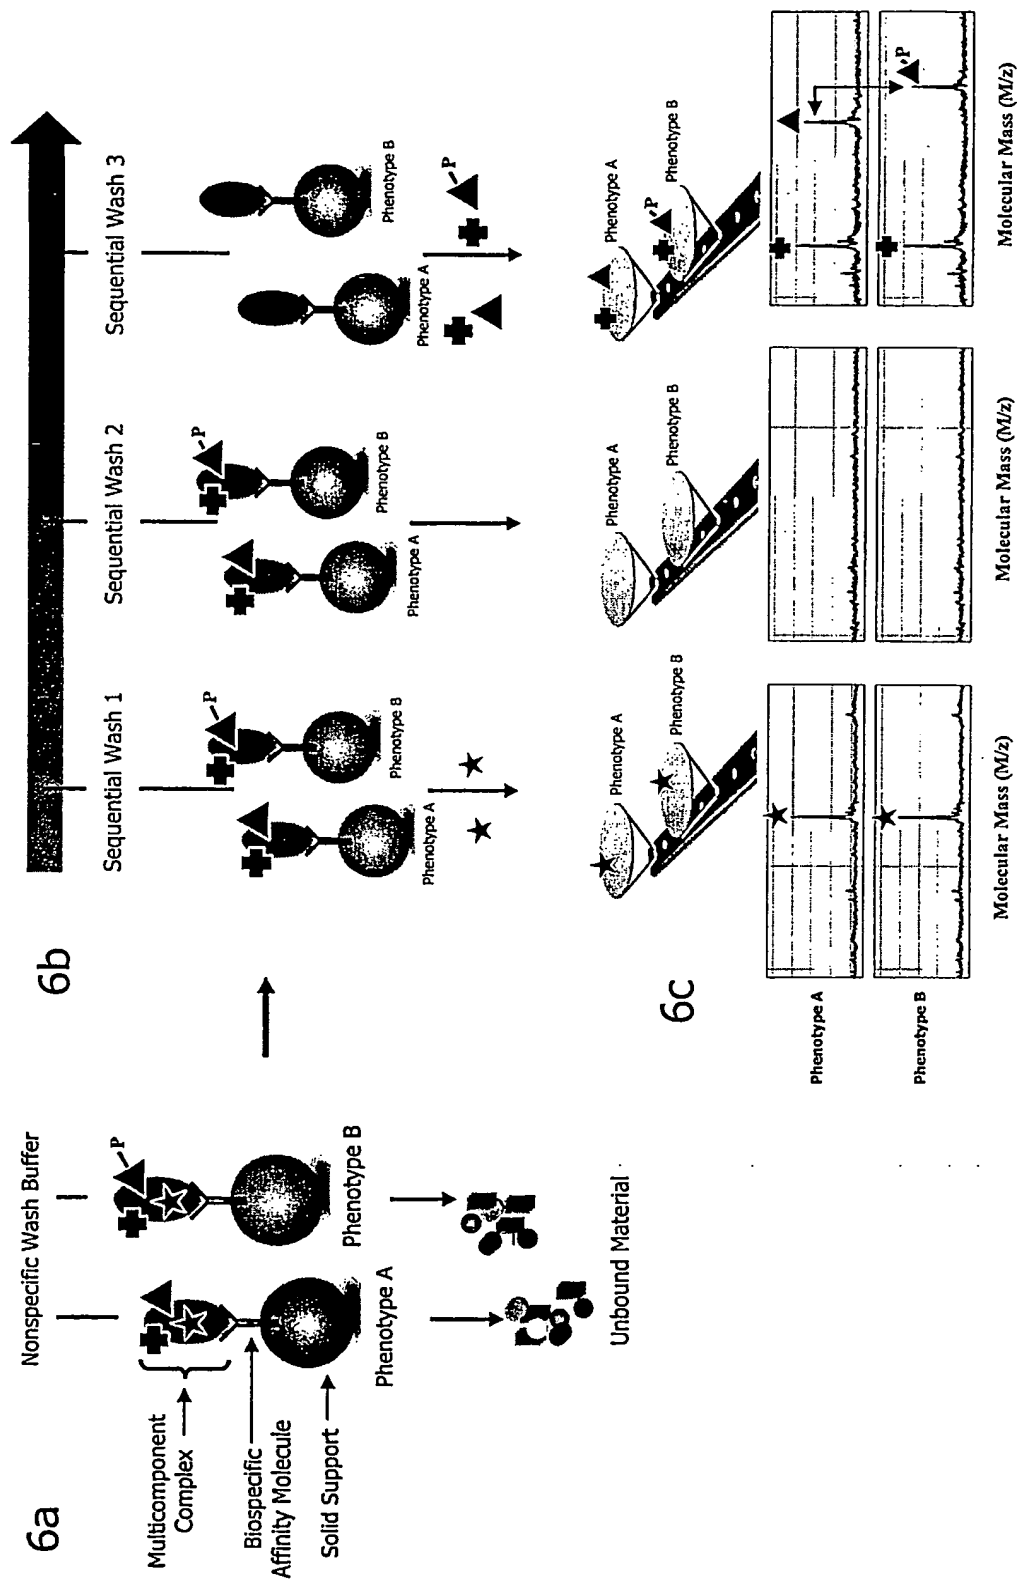 6a
Nonspecific Wash Buffer
Multicomponent
Complex
Biospecific
Affinity Molecule
Solid Support
P
Phenotype A
Phenotype B
Unbound Material
6b
Sequential Wash 1
Sequential Wash 2
Sequential Wash 3
P
P
Phenotype A
Phenotype B
Phenotype A
Phenotype B
Phenotype A
Phenotype B
P
6c
Phenotype A
Phenotype B
Phenotype A
Phenotype B
Phenotype A
P
Phenotype B
Phenotype A
Phenotype B
P
Molecular Mass (M/z)
Molecular Mass (M/z)
Molecular Mass (M/z)